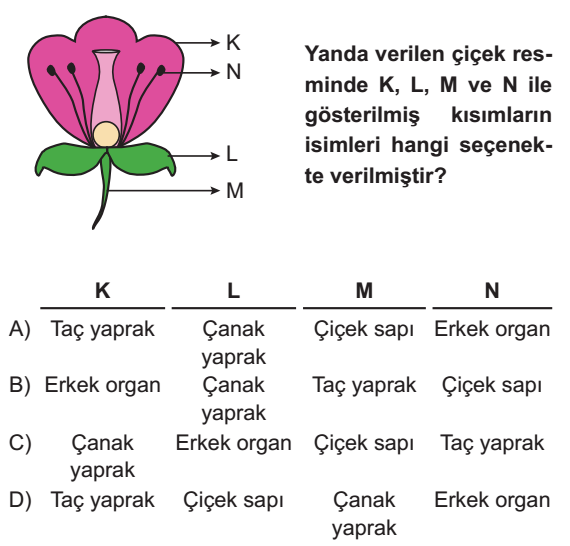 K
N
L
M
Yanda verilen çiçek res-
minde K, L, M ve N ile
gösterilmiş kısımların
isimleri hangi seçenek-
te verilmiştir?
K L M N
A) Taç yaprak Çanak yaprak Çiçek sapı Erkek organ
B) Erkek organ Çanak yaprak Taç yaprak Çiçek sapı
C) Çanak yaprak Erkek organ Çiçek sapı Taç yaprak
D) Taç yaprak Çiçek sapı Çanak yaprak Erkek organ